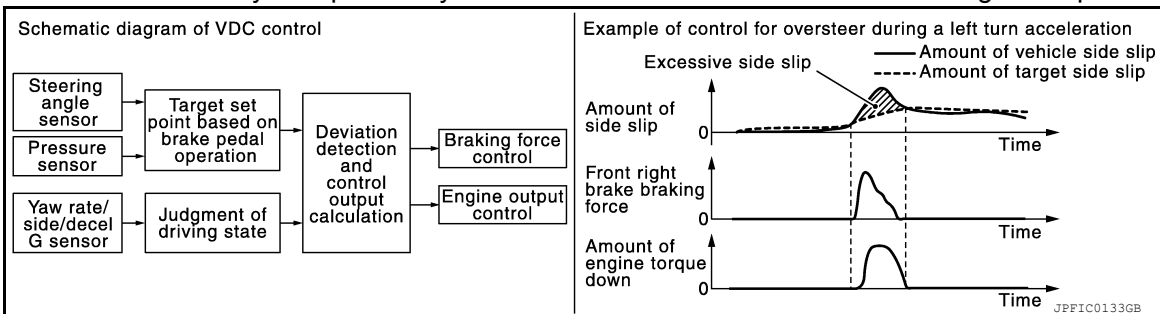 Schematic diagram of VDC control
Steering
angle
sensor
Pressure
sensor
Yaw rate/
side/decel
G sensor
Target set
point based on
brake pedal
operation
Judgment of
driving state
Deviation
detection
and
control
output
calculation
Braking force
control
Engine output
control
Example of control for oversteer during a left turn acceleration
Excessive side slip
Amount of vehicle side slip
Amount of target side slip
Amount of
side slip
0
Time
Front right
brake braking
force
0
Time
Amount of
engine torque
down
0
Time
JPFIC0133GB